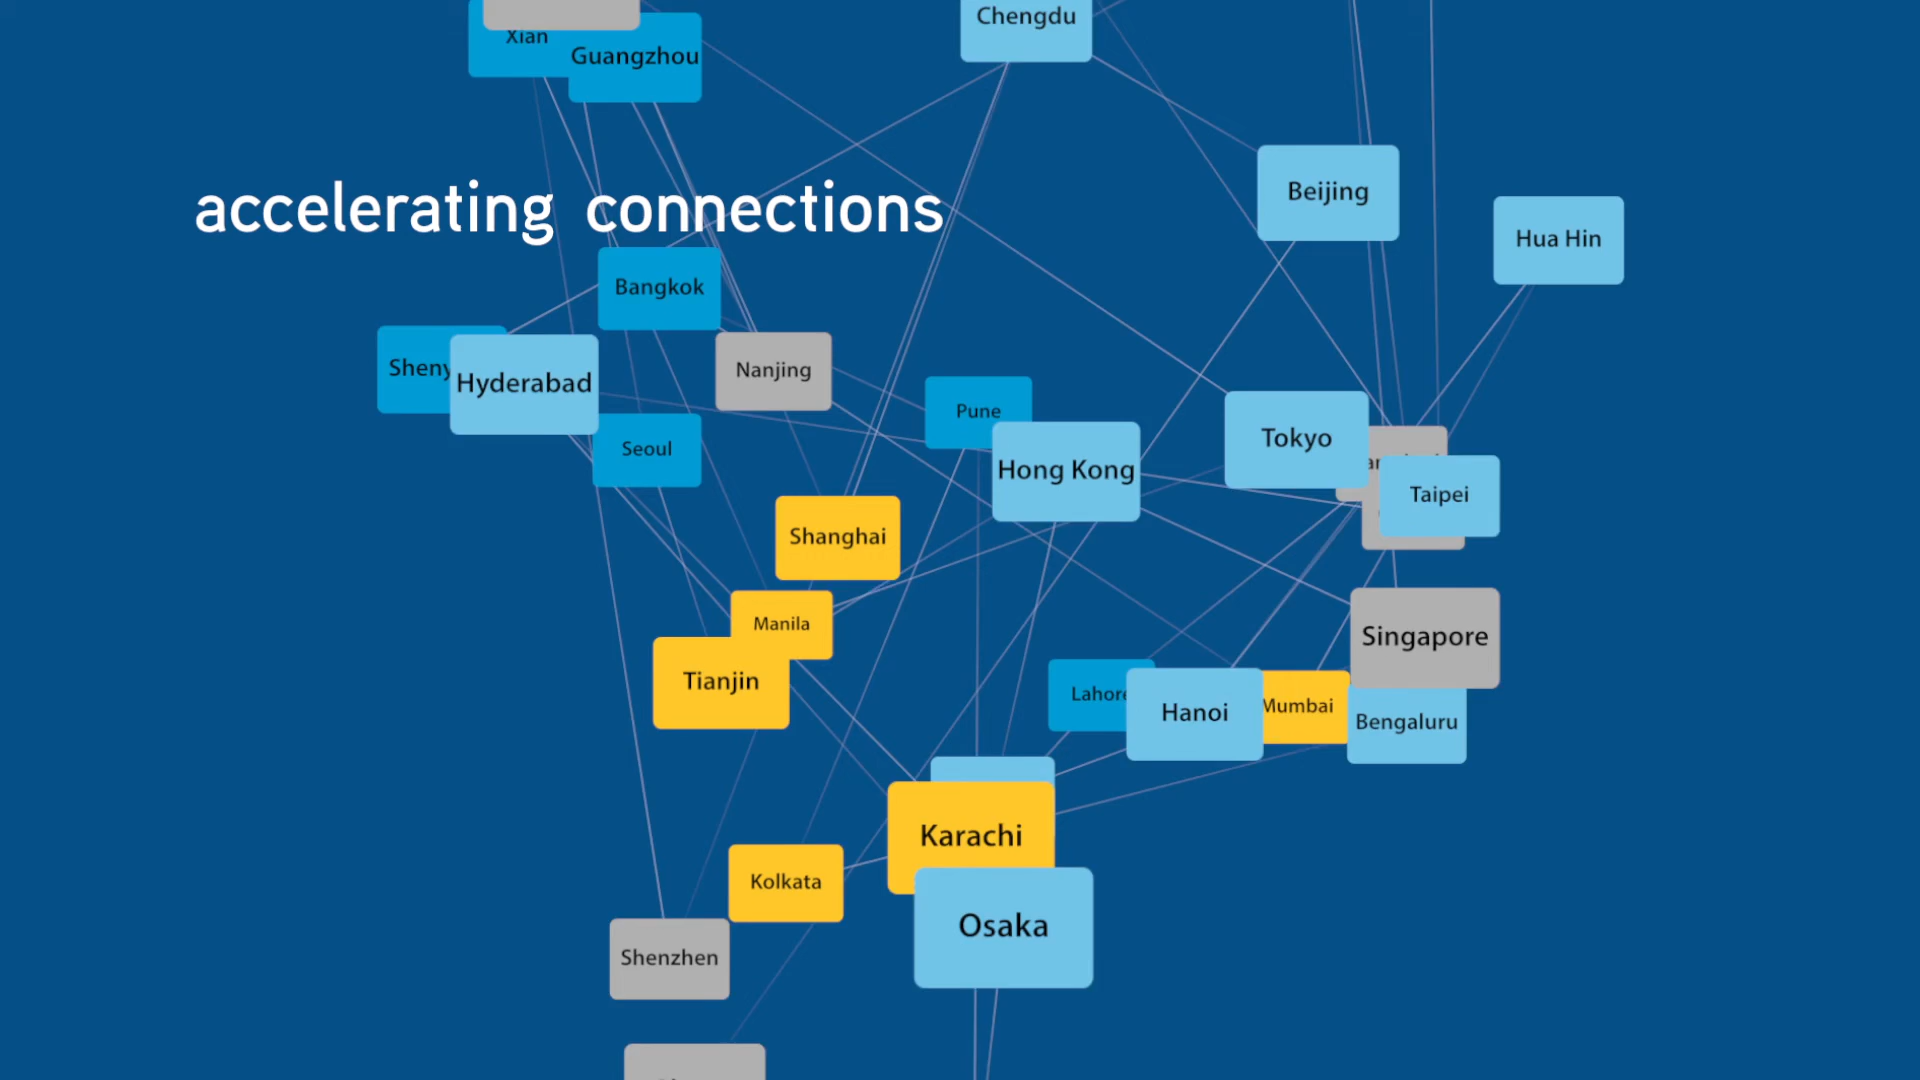 Chengdu
Xian
Guangzhou
Beijing
accelerating connections
Hua Hin
Bangkok
Hyderabad
Nanjing
Pune
Tokyo
Seoul
Hong Kong
Taipei
Shanghai
Manila
Singapore
Tianjin
Lahore
Hanoi
Mumbai
Bengaluru
Karachi
Kolkata
Osaka
Shenzhen